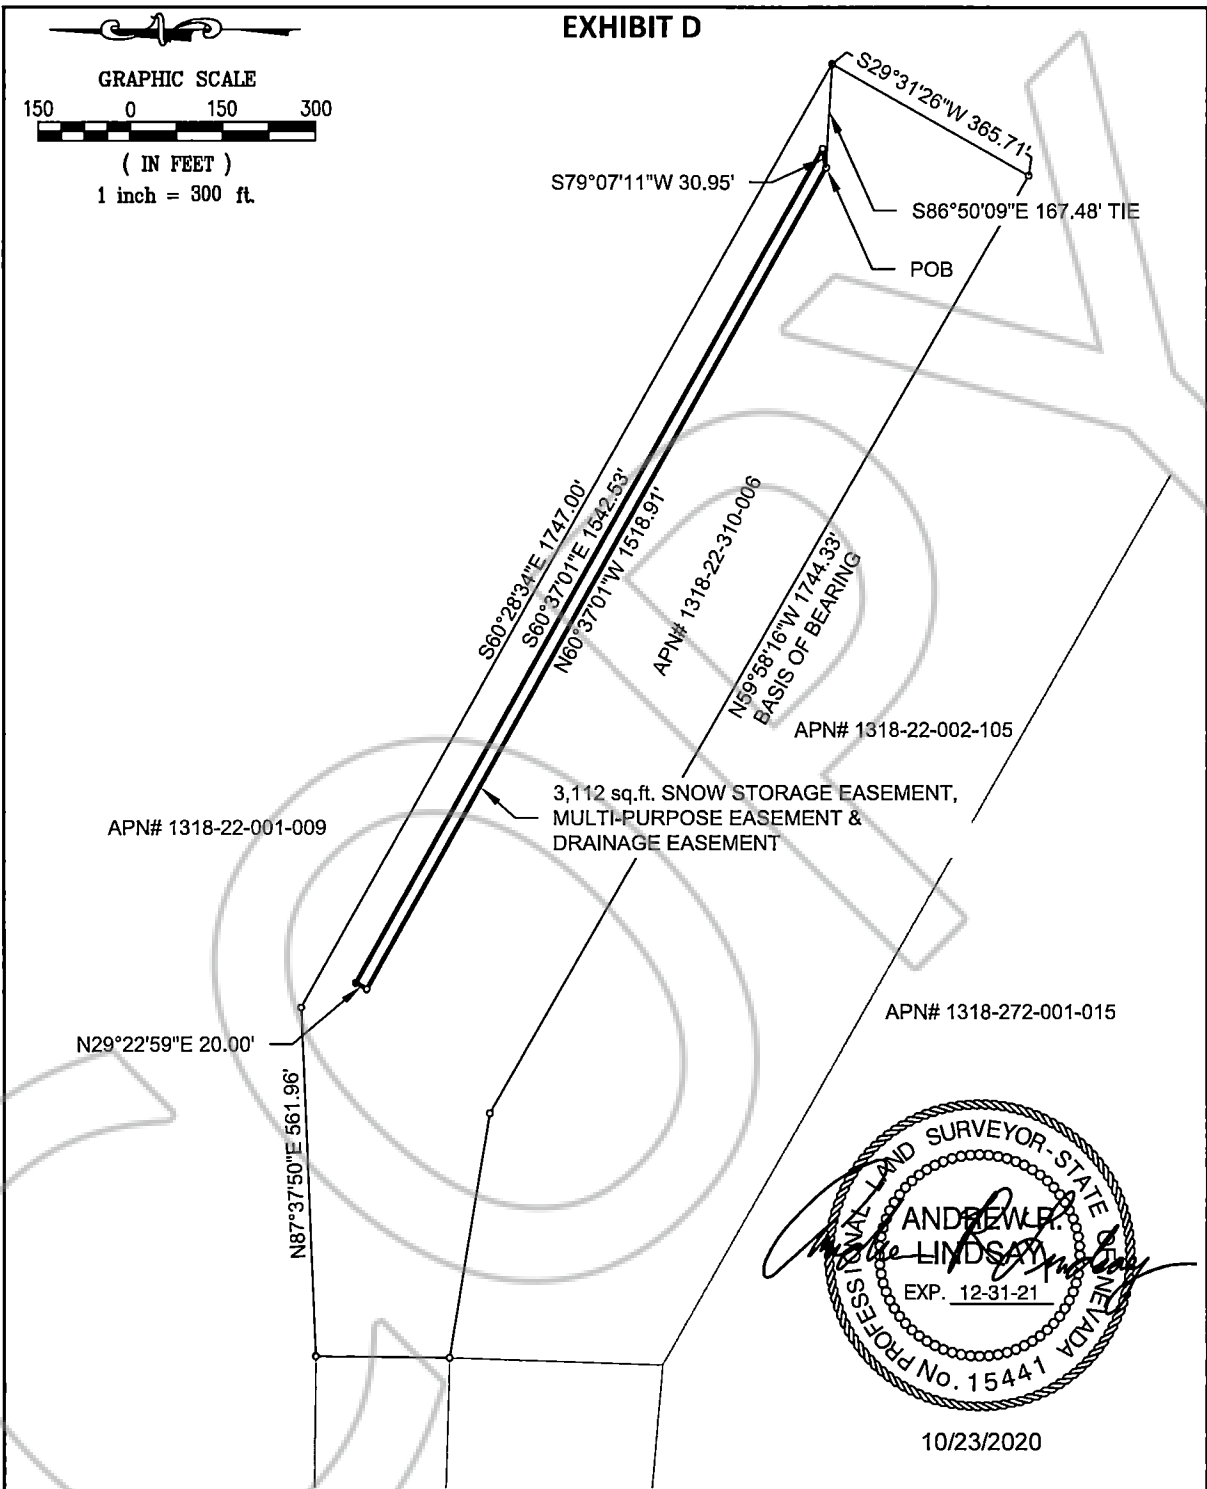 EXHIBIT D
GRAPHIC SCALE
150 0 150 300
( IN FEET )
1 inch = 300 ft.
S29°31'26"W 365.71'
S79°07'11"W 30.95'
S86°50'09"E 167.48' TIE
POB
S60°28'34"E 1747.00'
S60°37'01"E 1542.53'
N60°37'01"W 1518.91'
APN# 1318-22-310-006
N59°58'16"W 1744.33'
BASIS OF BEARING
APN# 1318-22-002-105
3,112 sq.ft. SNOW STORAGE EASEMENT,
MULTI-PURPOSE EASEMENT &
DRAINAGE EASEMENT
APN# 1318-22-001-009
APN# 1318-272-001-015
N29°22'59"E 20.00'
N87°37'50"E 561.96'
PROFESSIONAL LAND SURVEYOR-STATE OF NEVADA
ANDREW R.
LINDSAY
EXP. 12-31-21
No. 15441
10/23/2020
COPY